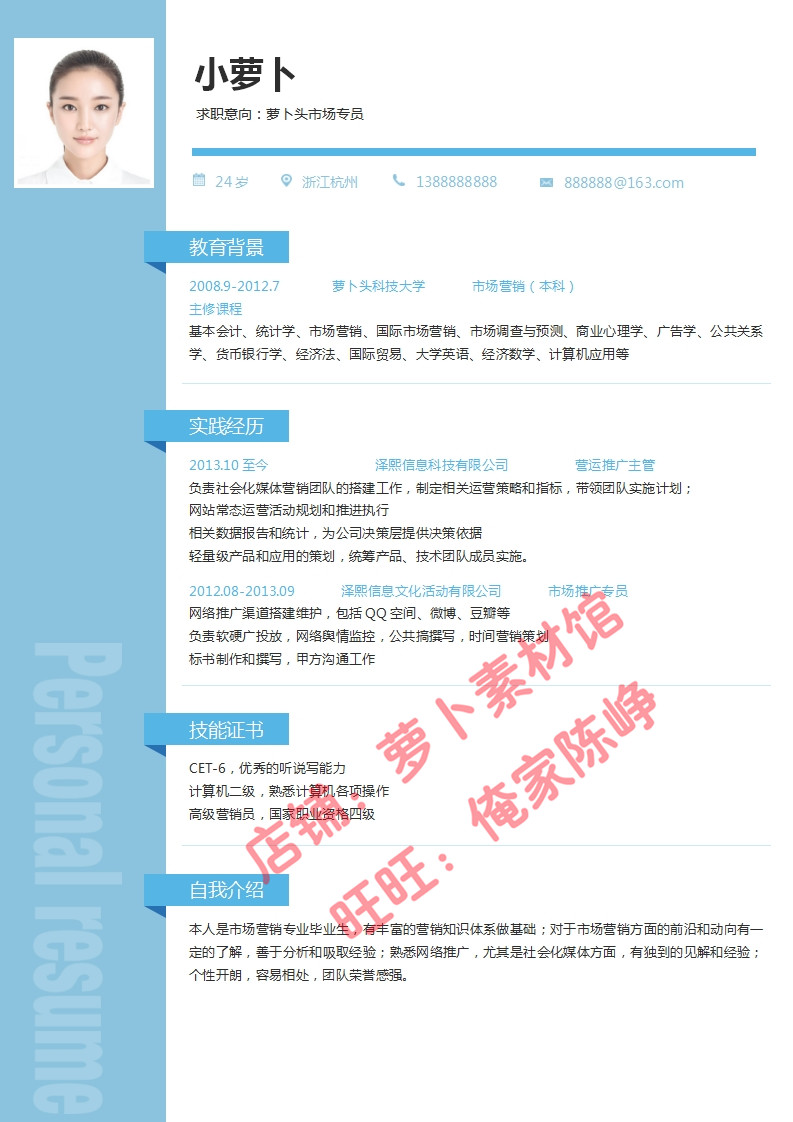 小萝卜
求职意向：萝卜头市场专员
24 岁 浙江杭州 1388888888 888888@163.com
教育背景
2008.9-2012.7 萝卜头科技大学 市场营销（本科）
主修课程
基本会计、统计学、市场营销、国际市场营销、市场调查与预测、商业心理学、广告学、公共关系
学、货币银行学、经济法、国际贸易、大学英语、经济数学、计算机应用等
实践经历
2013.10 至今 泽熙信息科技有限公司 营运推广主管
负责社会化媒体营销团队的搭建工作，制定相关运营策略和指标，带领团队实施计划；
网站常态运营活动规划和推进执行
相关数据报告和统计，为公司决策层提供决策依据
轻量级产品和应用的策划，统筹产品、技术团队成员实施。
2012.08-2013.09 泽熙信息文化活动有限公司 市场推广专员
网络推广渠道搭建维护，包括 QQ 空间、微博、豆瓣等
负责软硬广投放，网络舆情监控，公共搞撰写，时间营销策划
标书制作和撰写，甲方沟通工作
技能证书
CET-6，优秀的听说写能力
计算机二级，熟悉计算机各项操作
高级营销员，国家职业资格四级
自我介绍
本人是市场营销专业毕业生，有丰富的营销知识体系做基础；对于市场营销方面的前沿和动向有一
定的了解，善于分析和吸取经验；熟悉网络推广，尤其是社会化媒体方面，有独到的见解和经验；
个性开朗，容易相处，团队荣誉感强。
Personal resume
店铺：萝卜素材馆
旺旺：俺家陈峥